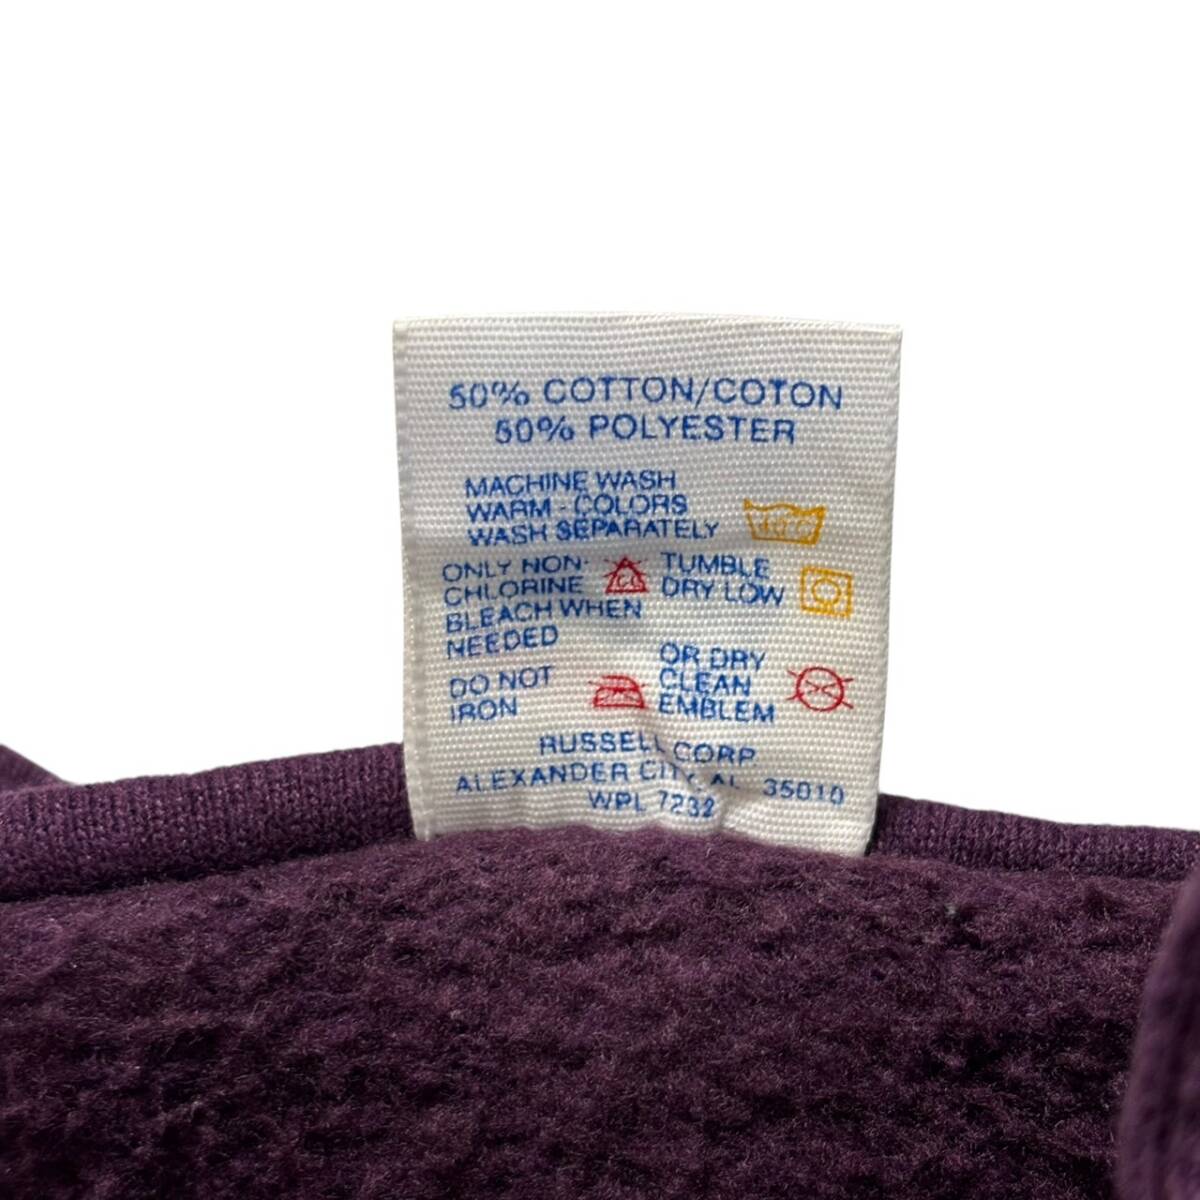 50% COTTON/COTON
50% POLYESTER
MACHINE WASH
WARM - COLORS
WASH SEPARATELY
ONLY NON-
CHLORINE
BLEACH WHEN
NEEDED
TUMBLE
DRY LOW
DO NOT
IRON
OR DRY
CLEAN
EMBLEM
RUSSELL CORP
ALEXANDER CITY, AL 35010
WPL 7232